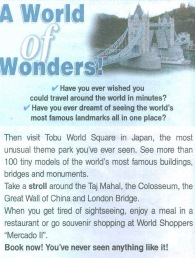 A World
of
Wonders!
✔ Have you ever wished you
could travel around the world in minutes?
✔ Have you ever dreamt of seeing the world's
most famous landmarks all in one place?
Then visit Tobu World Square in Japan, the most
unusual theme park you've ever seen. See more than
100 tiny models of the world's most famous buildings,
bridges and monuments.
Take a stroll around the Taj Mahal, the Colosseum, the
Great Wall of China and London Bridge.
When you get tired of sightseeing, enjoy a meal in a
restaurant or go souvenir shopping at World Shoppers
"Mercado II".
Book now! You've never seen anything like it!